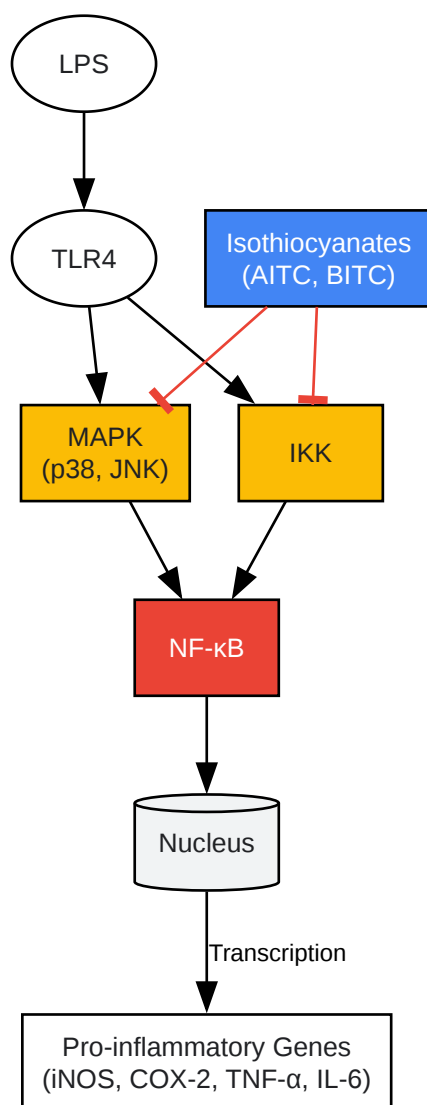 LPS
TLR4
Isothiocyanates
(AITC, BITC)
MAPK
(p38, JNK)
IKK
NF-κB
Nucleus
Transcription
Pro-inflammatory Genes
(iNOS, COX-2, TNF-α, IL-6)